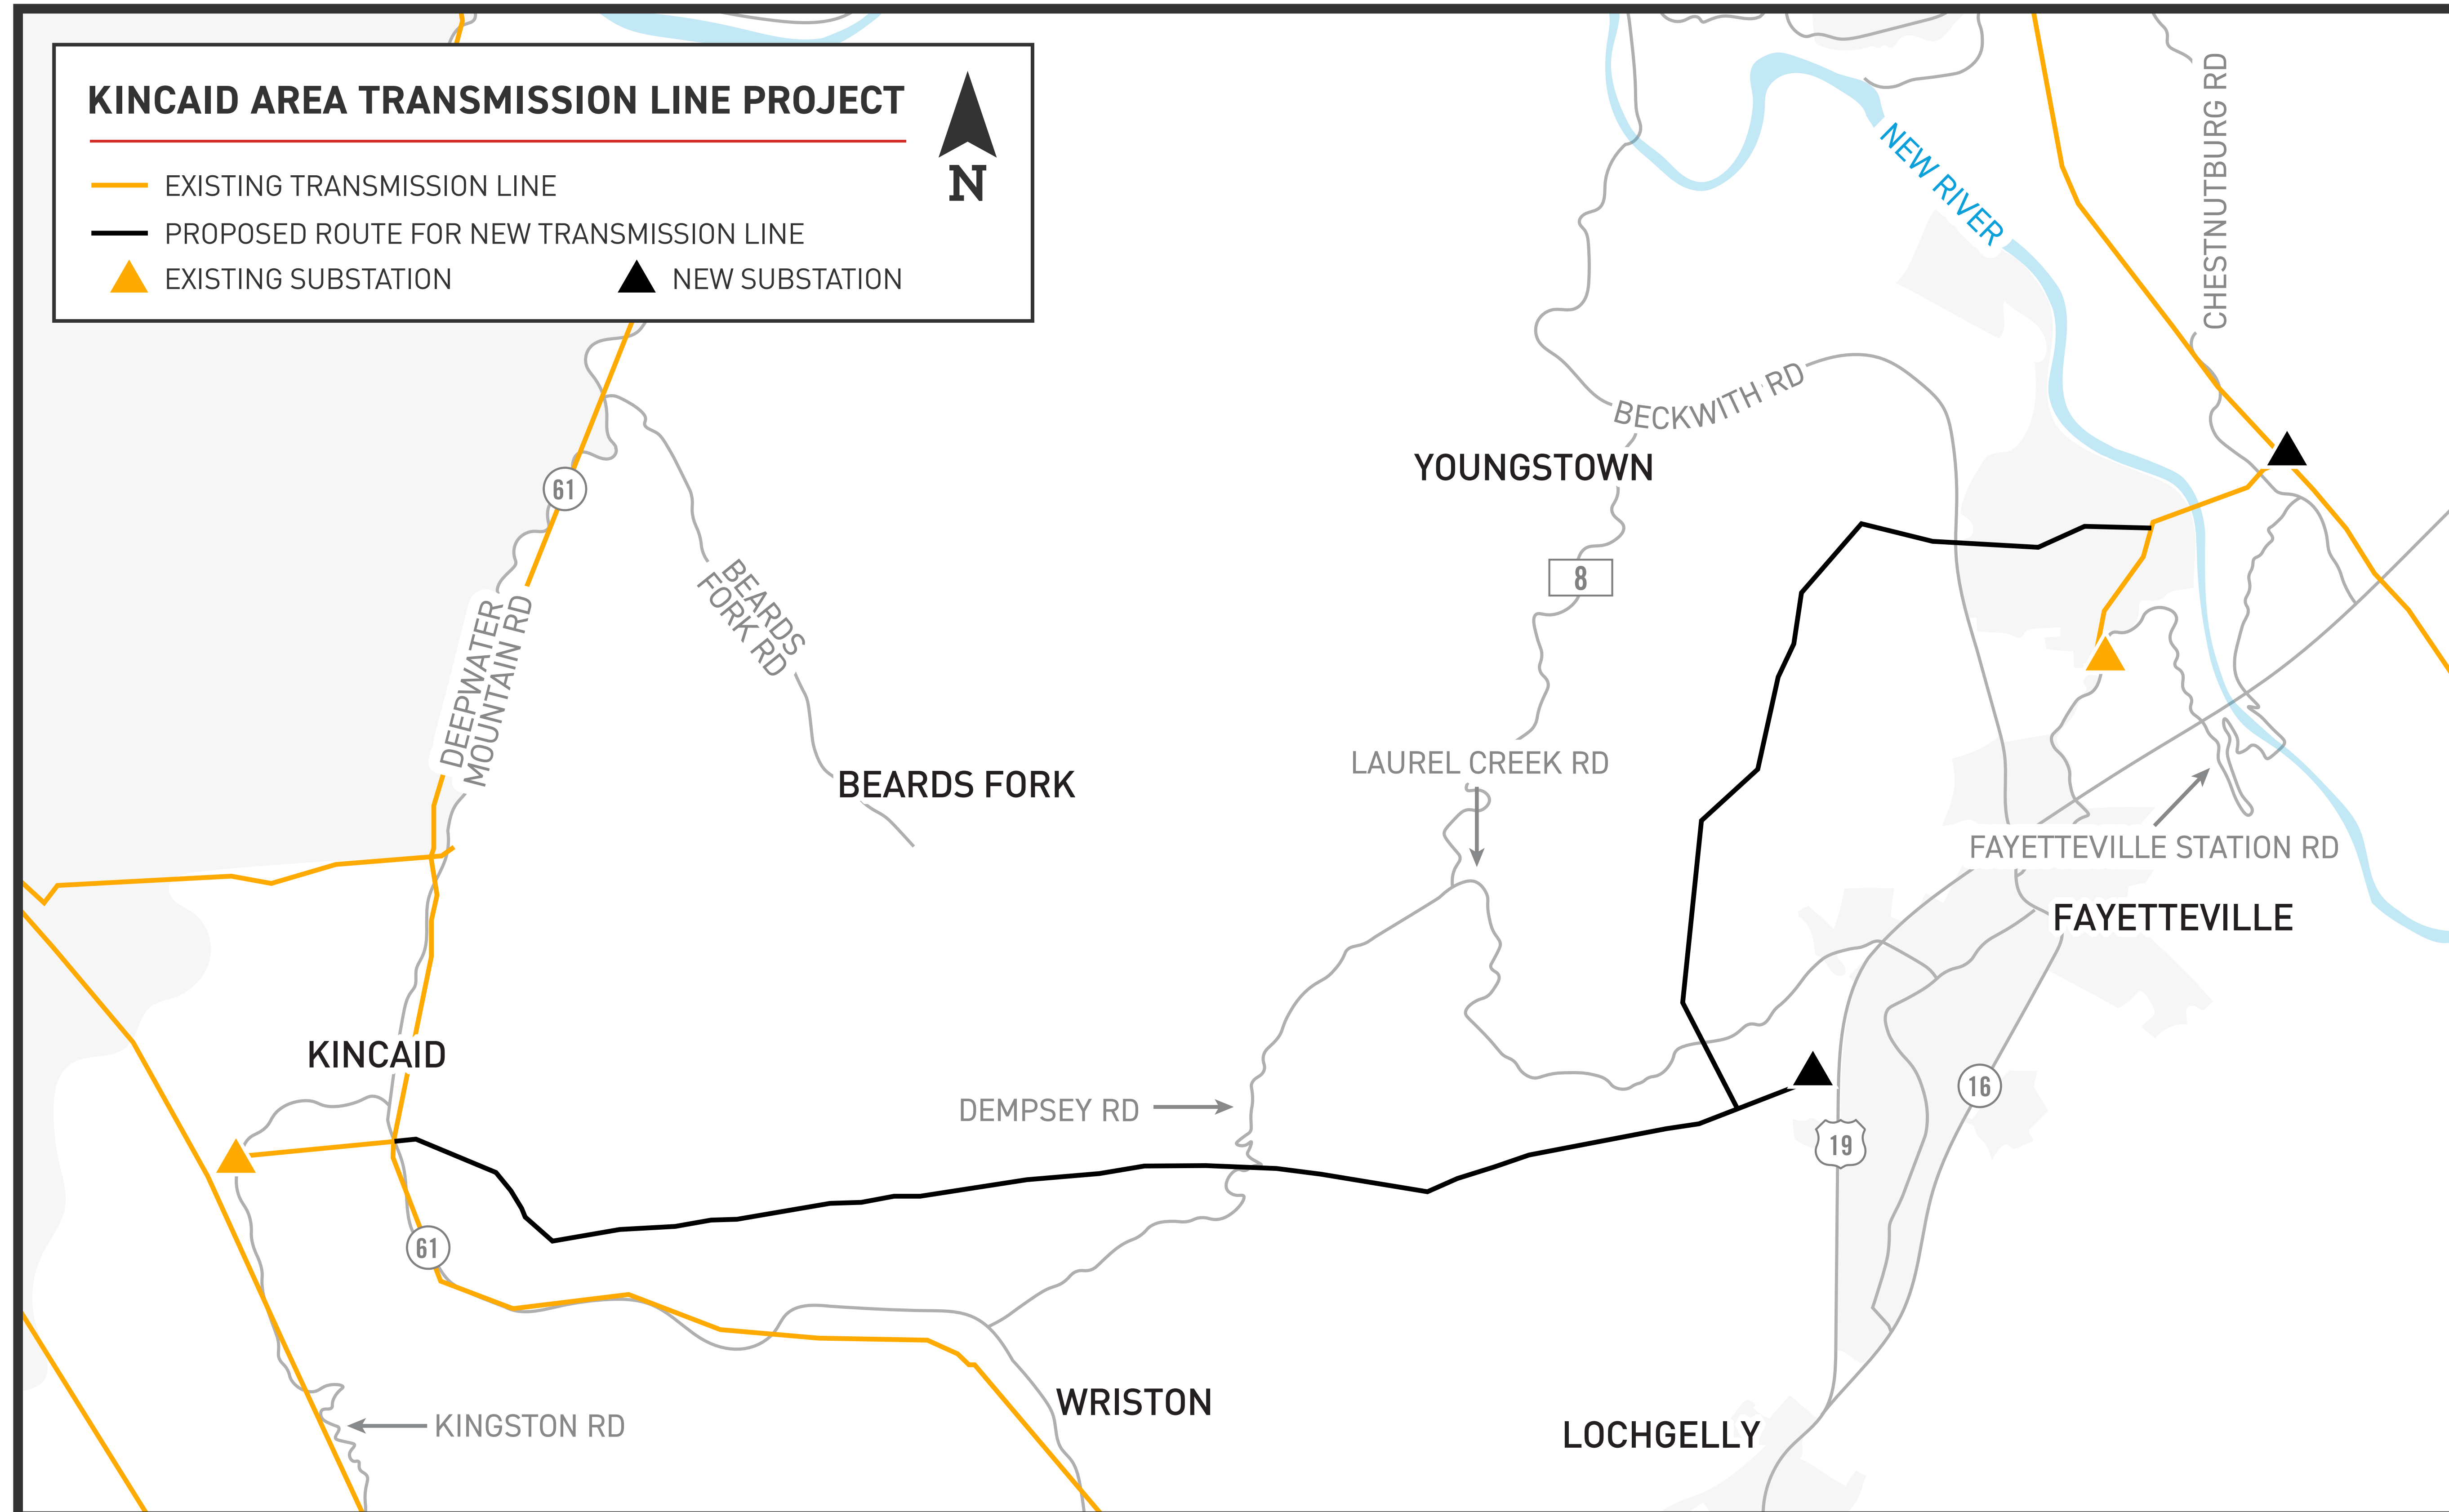 KINCAID AREA TRANSMISSION LINE PROJECT
N
EXISTING TRANSMISSION LINE
PROPOSED ROUTE FOR NEW TRANSMISSION LINE
EXISTING SUBSTATION
NEW SUBSTATION
NEW RIVER
CHESTNUTBURG RD
BECKWITH RD
YOUNGSTOWN
61
8
BEARDS
FORK RD
DEEPWATER
MOUNTAIN RD
LAUREL CREEK RD
BEARDS FORK
FAYETTEVILLE STATION RD
FAYETTEVILLE
KINCAID
16
DEMPSEY RD
19
61
WRISTON
KINGSTON RD
LOCHGELLY